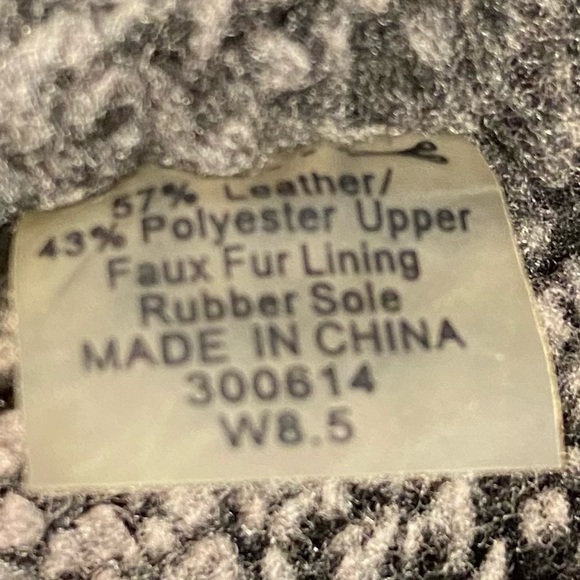 57% Leather/
43% Polyester Upper
Faux Fur Lining
Rubber Sole
MADE IN CHINA
300614
W8.5